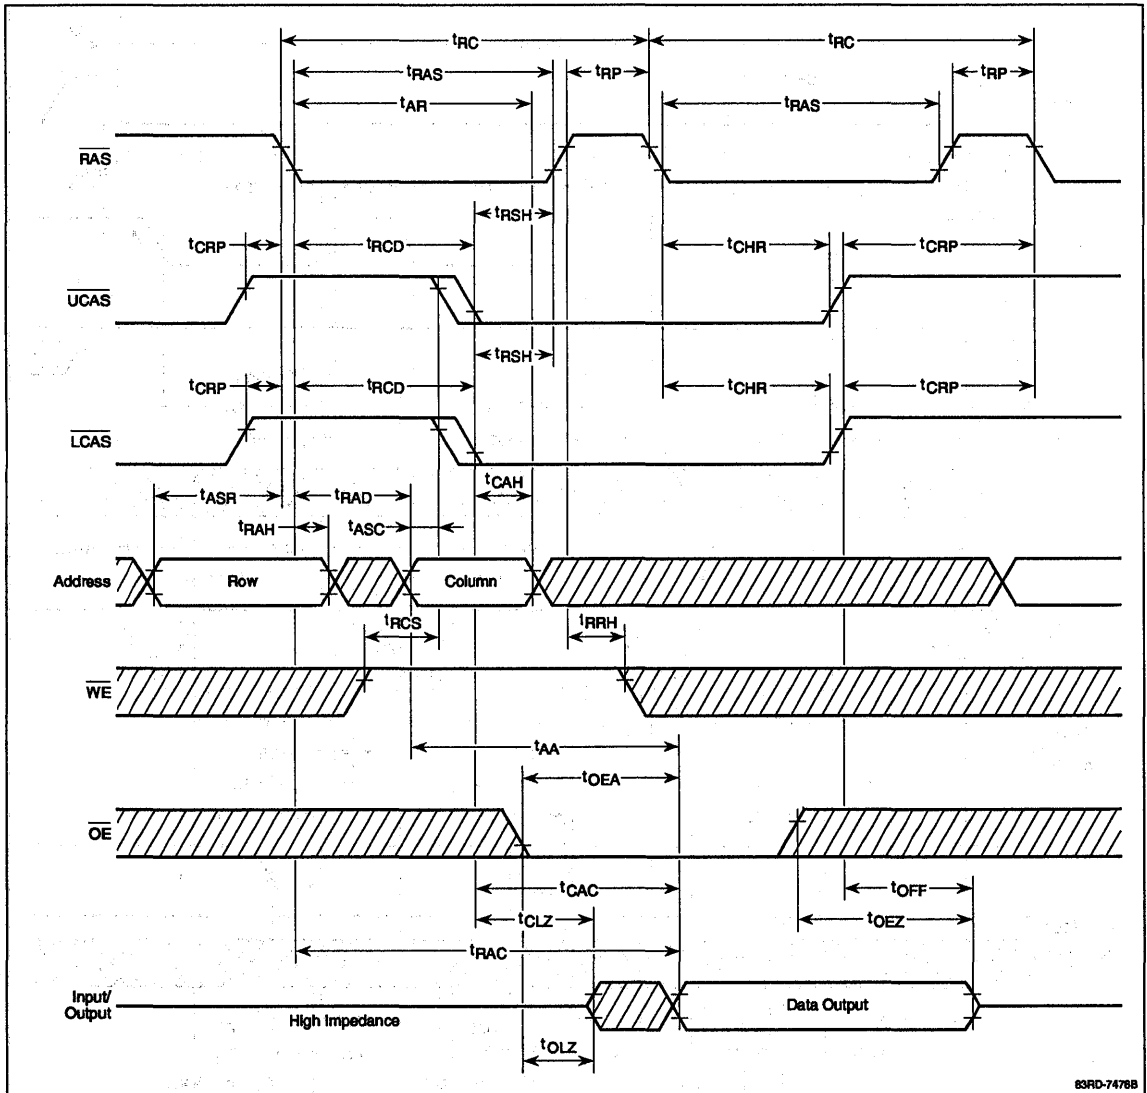 tRC tRC
tRAS tRP tRP
tAR tRAS
RAS
tRSH
tCRP tRCD tCHR tCRP
UCAS
tRSH
tCRP tRCD tCHR tCRP
LCAS
tCAH
tASR tRAD
tRAH tASC
Address Row Column
tRCS tRRH
WE
tAA
tOEA
OE
tCAC tOFF
tCLZ tOEZ
tRAC
Input/
Output High Impedance Data Output
tOLZ
83RD-7476B